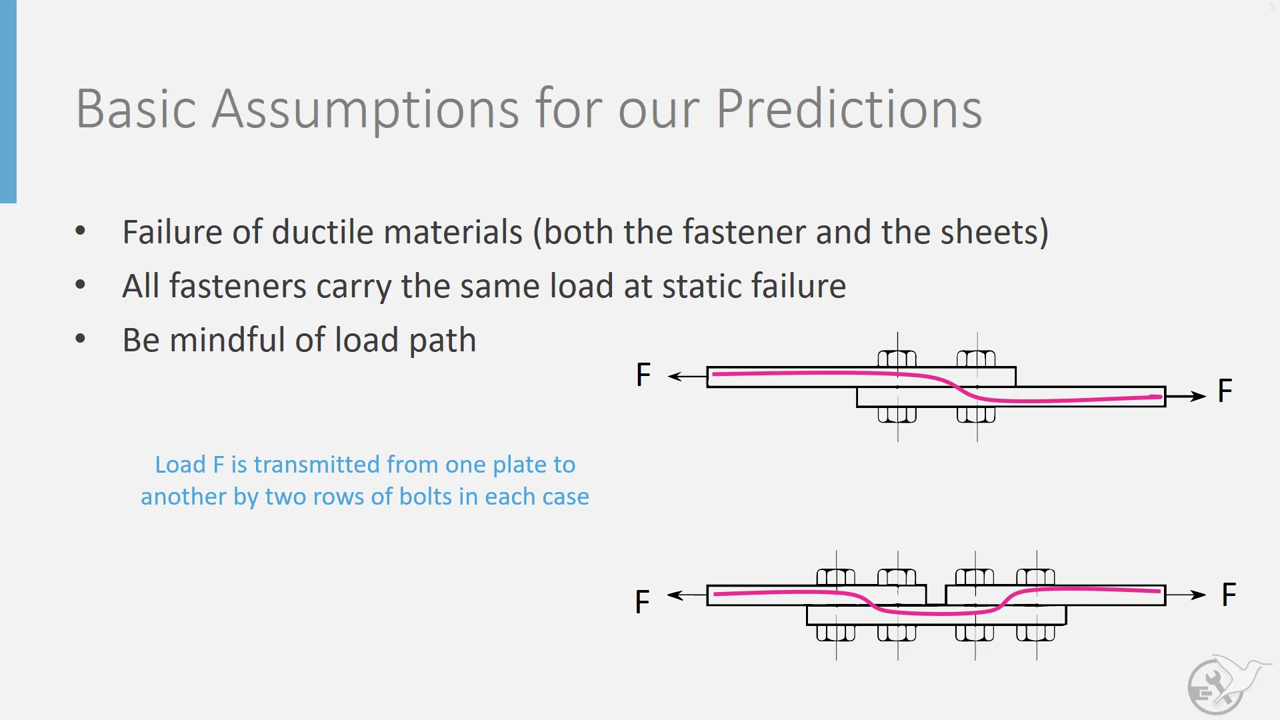 5
Basic Assumptions for our Predictions
• Failure of ductile materials (both the fastener and the sheets)
• All fasteners carry the same load at static failure
• Be mindful of load path
F
F
Load F is transmitted from one plate to
another by two rows of bolts in each case
F
F